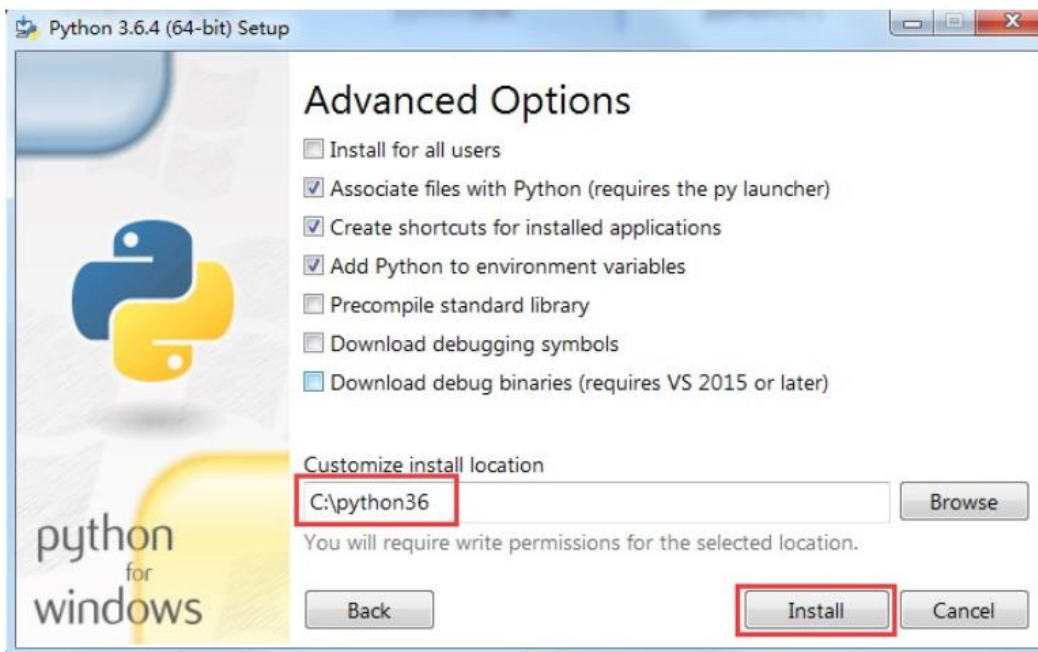 Python 3.6.4 (64-bit) Setup
Advanced Options
Install for all users
Associate files with Python (requires the py launcher)
Create shortcuts for installed applications
Add Python to environment variables
Precompile standard library
Download debugging symbols
Download debug binaries (requires VS 2015 or later)
Customize install location
C:\python36
Browse
You will require write permissions for the selected location.
python
for
windows
Back
Install
Cancel